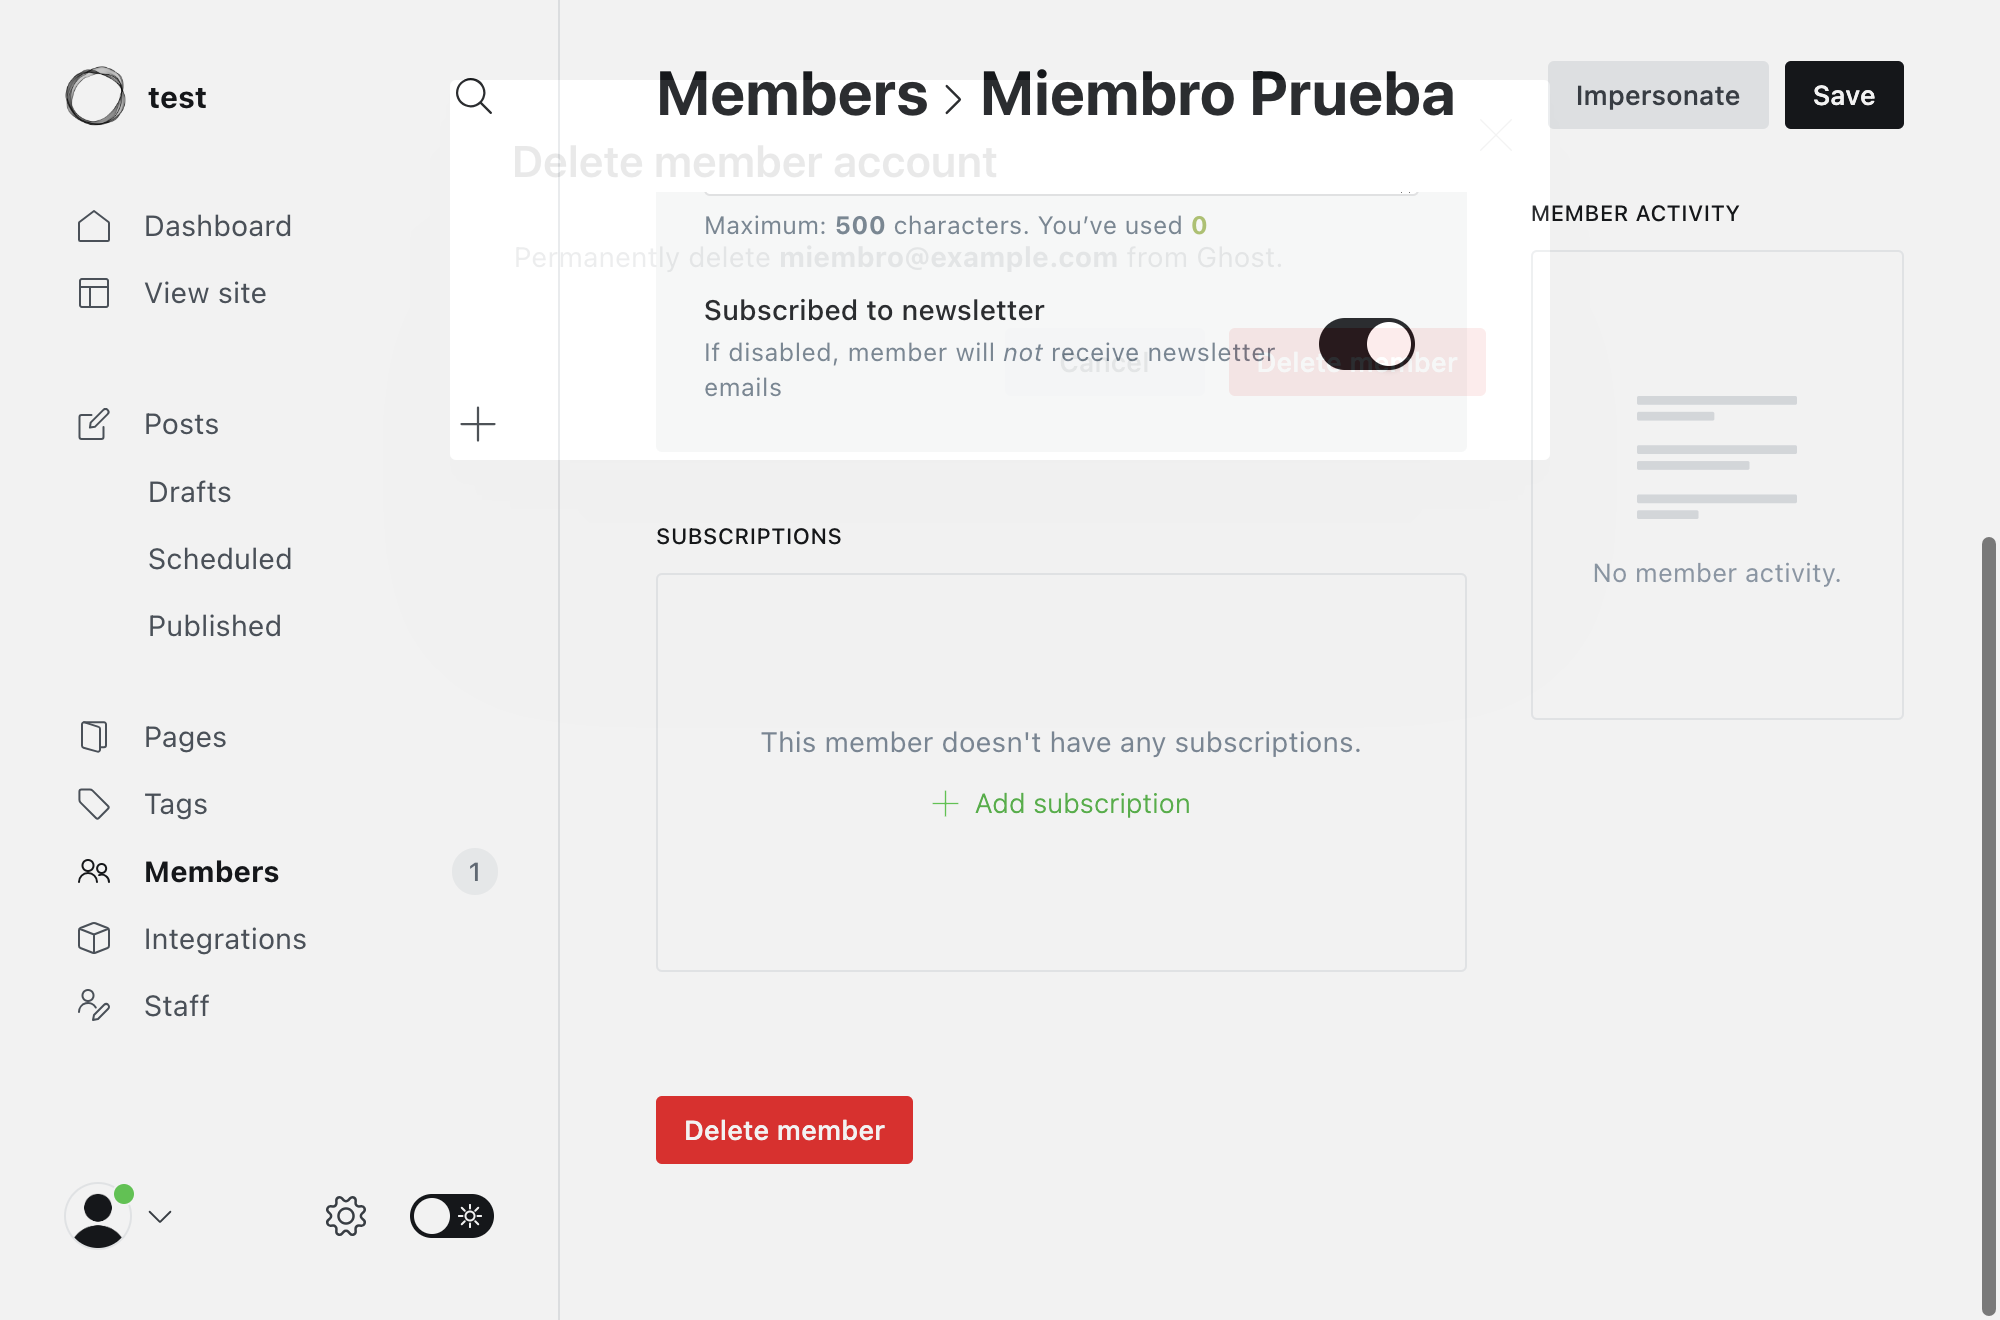 test
Dashboard
View site
Posts
Drafts
Scheduled
Published
Pages
Tags
Members
1
Integrations
Staff
Members > Miembro Prueba
Impersonate
Save
Delete member account
Maximum: 500 characters. You’ve used 0
Permanently delete miembro@example.com from Ghost.
Subscribed to newsletter
If disabled, member will not receive newsletter
emails
Cancel
Delete member
SUBSCRIPTIONS
This member doesn't have any subscriptions.
Add subscription
Delete member
MEMBER ACTIVITY
No member activity.